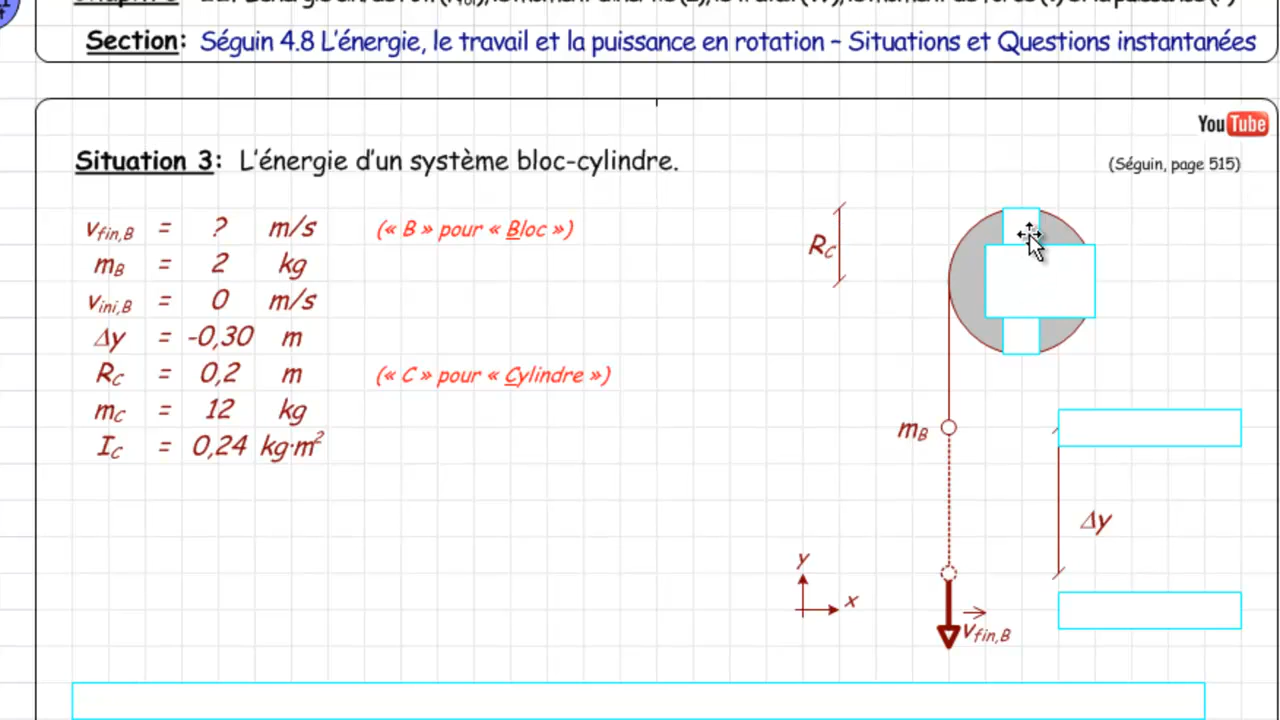 Section: Séguin 4.8 L'énergie, le travail et la puissance en rotation – Situations et Questions instantanées
YouTube
Situation 3: L'énergie d'un système bloc-cylindre.
(Séguin, page 515)
vfin,B = ? m/s (« B » pour « Bloc »)
mB = 2 kg
vini,B = 0 m/s
Δy = -0,30 m
RC = 0,2 m (« C » pour « Cylindre »)
mC = 12 kg
IC = 0,24 kg·m²
RC
mB
Δy
y
x
vfin,B